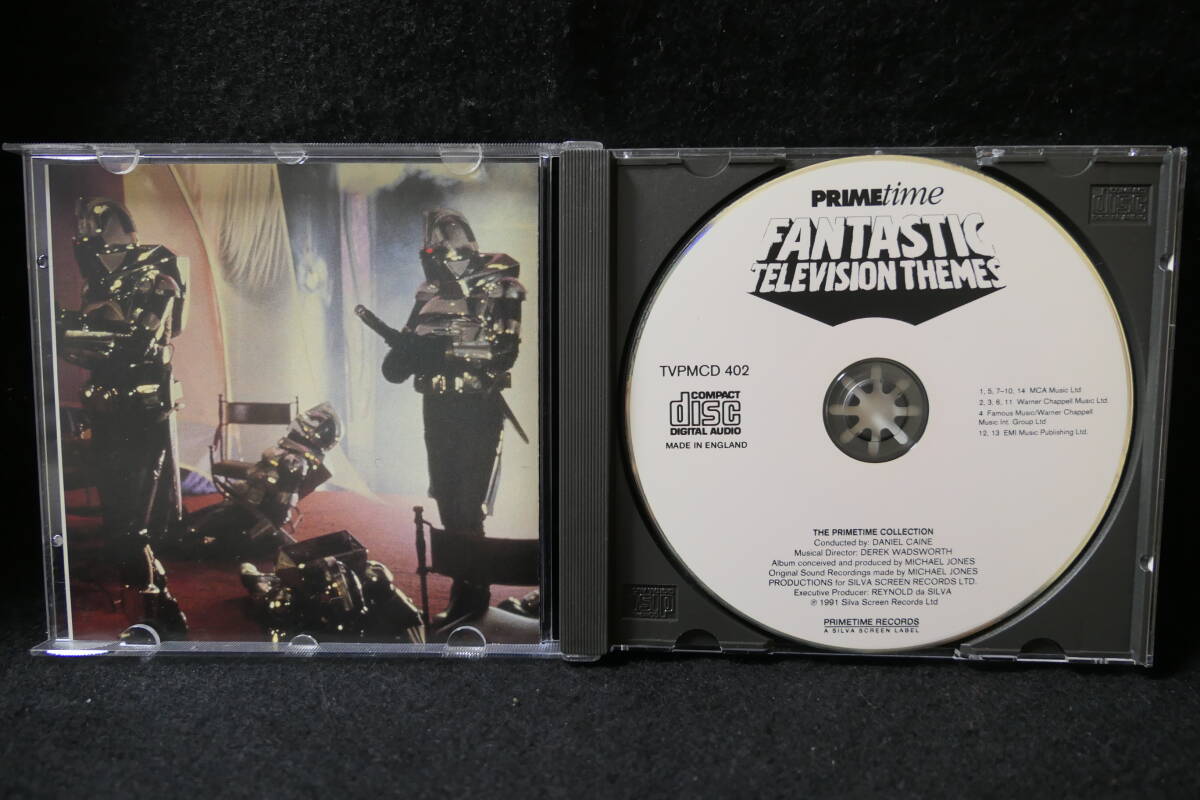 PRIMEtime
FANTASTIC
TELEVISION THEMES
TVPMCD 402
COMPACT
disc
DIGITAL AUDIO
MADE IN ENGLAND
1, 5, 7-10, 14 MCA Music Ltd
2, 3, 6, 11 Warner Chappell Music Ltd.
4 Famous Music/Warner Chappell
Music Int. Group Ltd
12, 13 EMI Music Publishing Ltd.
THE PRIMETIME COLLECTION
Conducted by: DANIEL CAINE
Musical Director: DEREK WADSWORTH
Album conceived and produced by MICHAEL JONES
Original Sound Recordings made by MICHAEL JONES
PRODUCTIONS for SILVA SCREEN RECORDS LTD.
Executive Producer: REYNOLD da SILVA
℗ 1991 Silva Screen Records Ltd
PRIMETIME RECORDS
A SILVA SCREEN LABEL
COMPACT
disc